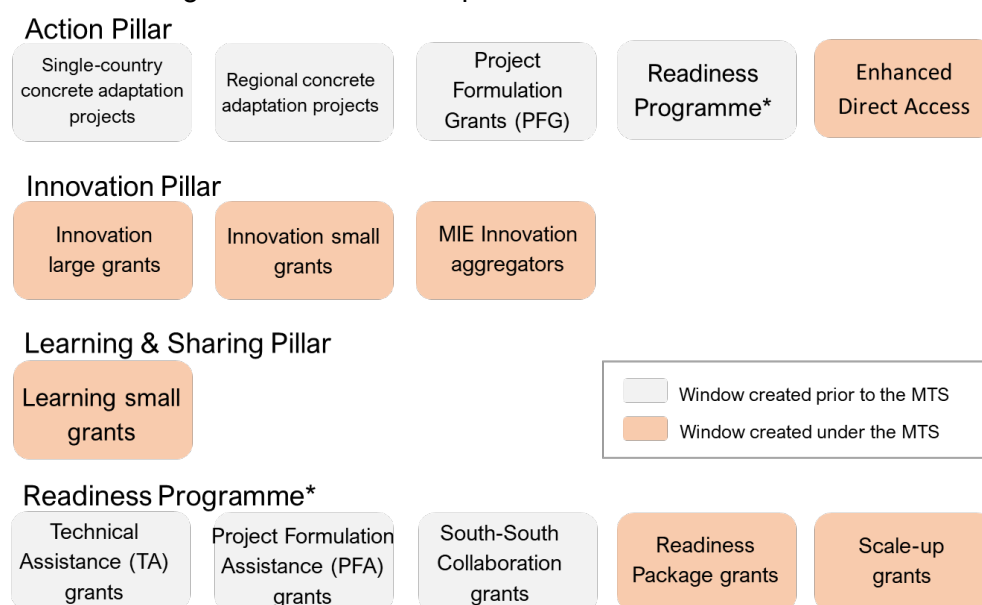 Action Pillar
Single-country
concrete adaptation
projects
Regional concrete
adaptation projects
Project
Formulation
Grants (PFG)
Readiness
Programme*
Enhanced
Direct Access
Innovation Pillar
Innovation
large grants
Innovation small
grants
MIE Innovation
aggregators
Learning & Sharing Pillar
Learning small
grants
Window created prior to the MTS
Window created under the MTS
Readiness Programme*
Technical
Assistance (TA)
grants
Project Formulation
Assistance (PFA)
grants
South-South
Collaboration
grants
Readiness
Package grants
Scale-up
grants